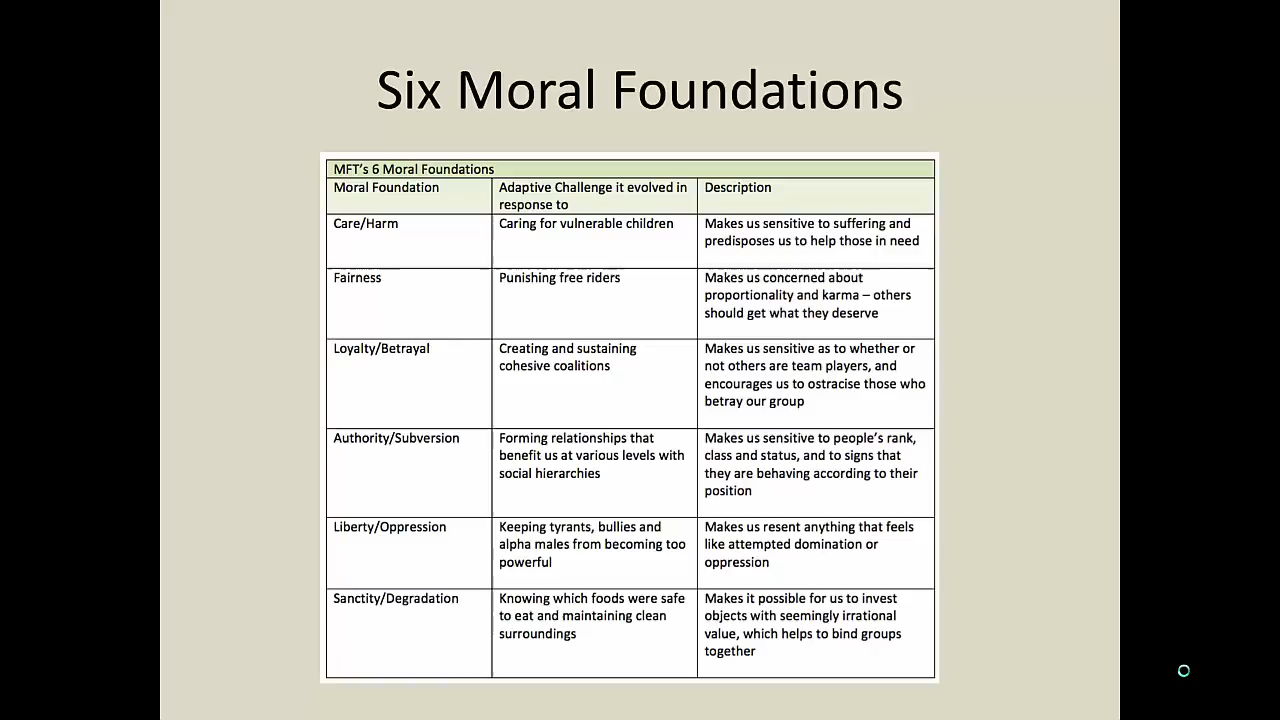 Six Moral Foundations
MFT's 6 Moral Foundations
Moral Foundation
Adaptive Challenge it evolved in
response to
Description
Care/Harm
Caring for vulnerable children
Makes us sensitive to suffering and
predisposes us to help those in need
Fairness
Punishing free riders
Makes us concerned about
proportionality and karma – others
should get what they deserve
Loyalty/Betrayal
Creating and sustaining
cohesive coalitions
Makes us sensitive as to whether or
not others are team players, and
encourages us to ostracise those who
betray our group
Authority/Subversion
Forming relationships that
benefit us at various levels with
social hierarchies
Makes us sensitive to people's rank,
class and status, and to signs that
they are behaving according to their
position
Liberty/Oppression
Keeping tyrants, bullies and
alpha males from becoming too
powerful
Makes us resent anything that feels
like attempted domination or
oppression
Sanctity/Degradation
Knowing which foods were safe
to eat and maintaining clean
surroundings
Makes it possible for us to invest
objects with seemingly irrational
value, which helps to bind groups
together